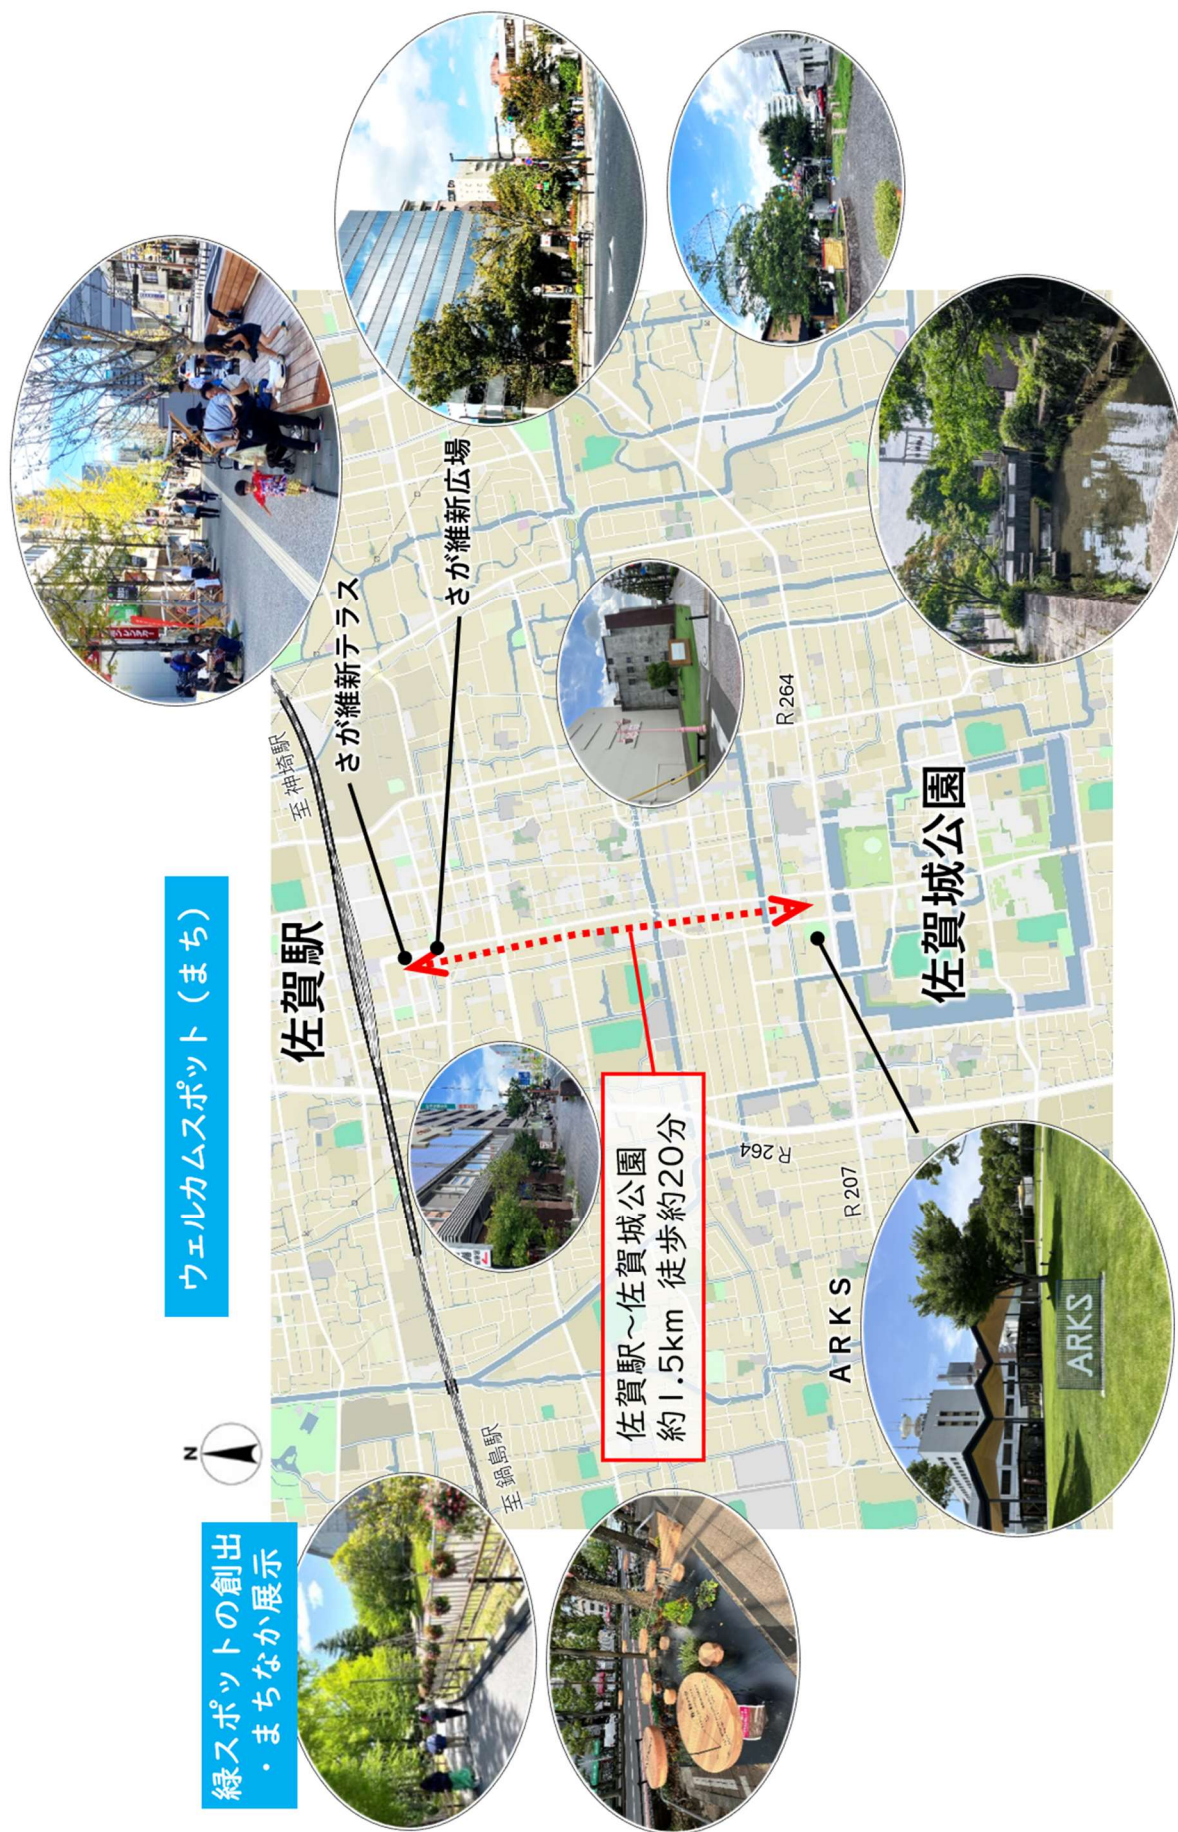 緑スポットの創出
・まちなか展示
ウェルカムスポット（まち）
N
佐賀駅
至 神埼駅
さが維新テラス
さが維新広場
至 鍋島駅
佐賀駅～佐賀城公園
約1.5km 徒歩約20分
R264
R264
R207
ARKS
佐賀城公園
ARKS